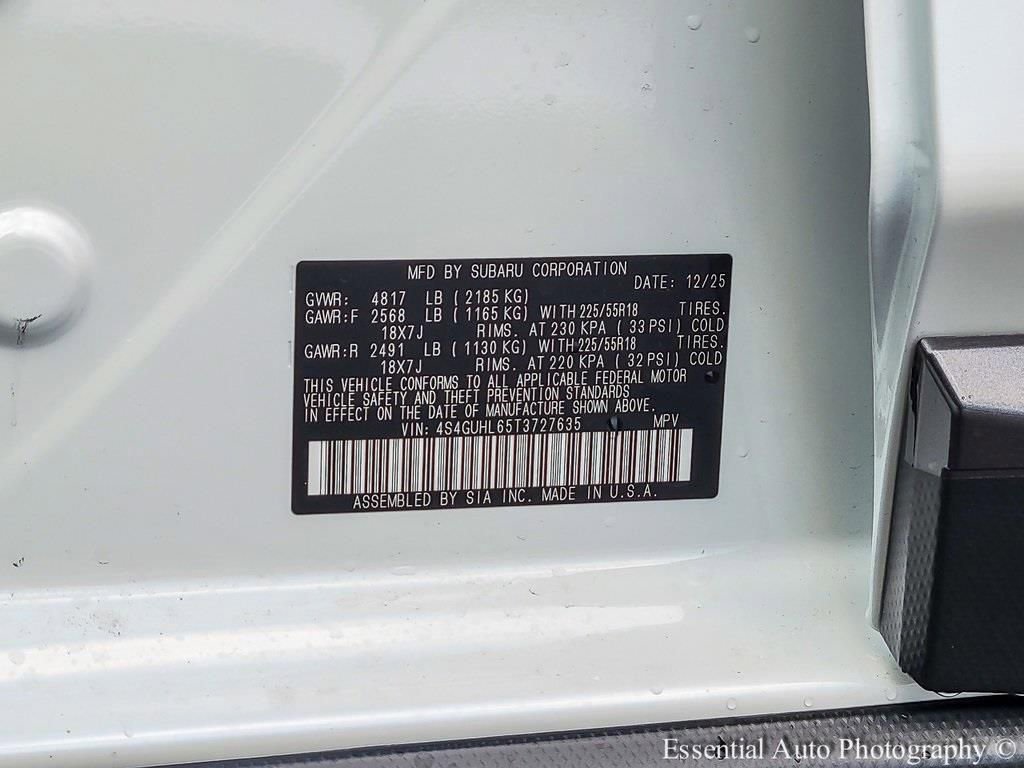 MFD BY SUBARU CORPORATION
DATE: 12/25
GVWR: 4817 LB ( 2185 KG)
GAWR:F 2568 LB ( 1165 KG) WITH 225/55R18 TIRES.
18X7J RIMS. AT 230 KPA ( 33 PSI) COLD
GAWR:R 2491 LB ( 1130 KG) WITH 225/55R18 TIRES.
18X7J RIMS. AT 220 KPA ( 32 PSI) COLD
THIS VEHICLE CONFORMS TO ALL APPLICABLE FEDERAL MOTOR
VEHICLE SAFETY AND THEFT PREVENTION STANDARDS
IN EFFECT ON THE DATE OF MANUFACTURE SHOWN ABOVE.
VIN: 4S4GUHL65T3727635 MPV
ASSEMBLED BY SIA INC. MADE IN U.S.A.
Essential Auto Photography ©